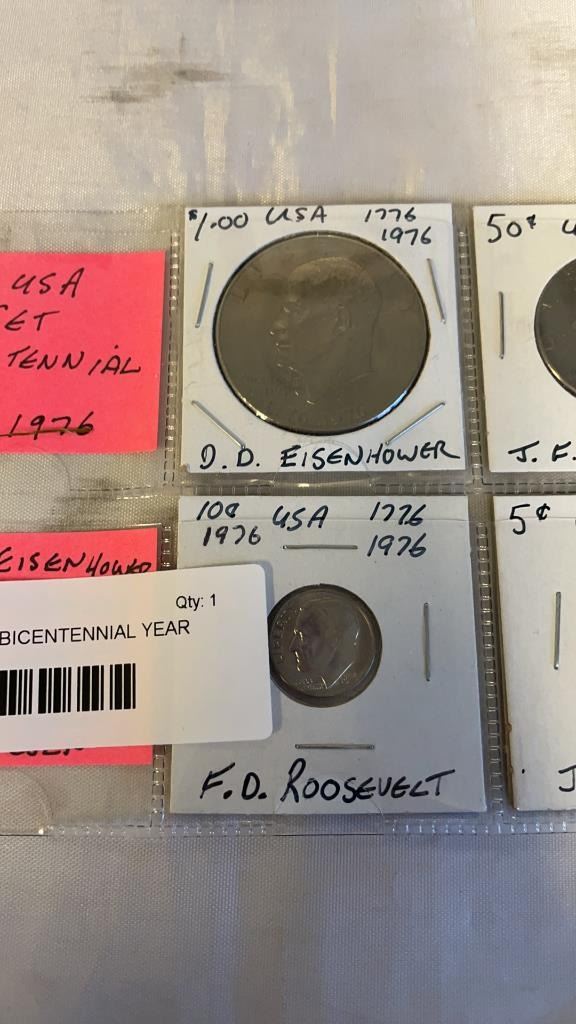 USA
ET
TENNIAL
1976
$1.00 USA 1776
1976
D. D. EISENHOWER
50¢
J. F.
EISENHOWER
Qty: 1
BICENTENNIAL YEAR
10¢ USA 1776
1976 1976
F.D. ROOSEVELT
5¢
J